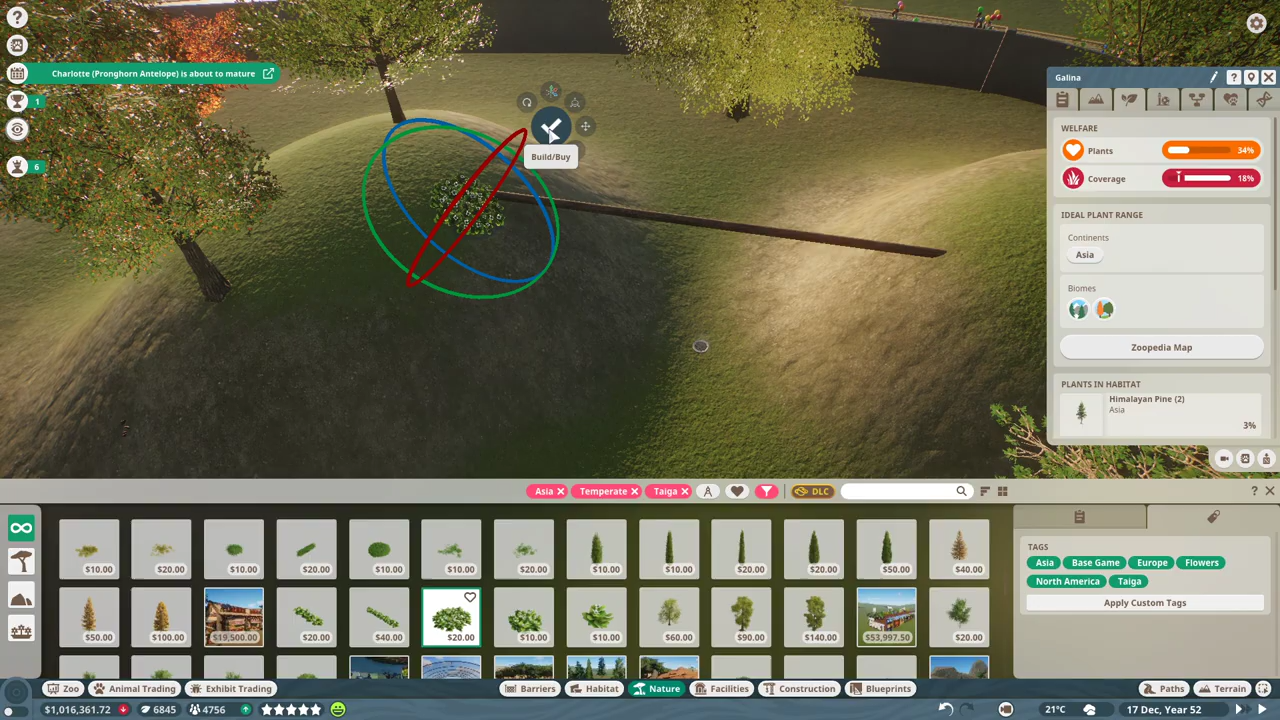 Charlotte (Pronghorn Antelope) is about to mature
1
6
Build/Buy
Galina
WELFARE
Plants
34%
Coverage
18%
IDEAL PLANT RANGE
Continents
Asia
Biomes
Zoopedia Map
PLANTS IN HABITAT
Himalayan Pine (2)
Asia
3%
Asia
Temperate
Taiga
DLC
$10.00
$20.00
$10.00
$20.00
$10.00
$10.00
$20.00
$10.00
$10.00
$20.00
$20.00
$50.00
$40.00
$50.00
$100.00
$19,500.00
$20.00
$40.00
$20.00
$10.00
$10.00
$60.00
$90.00
$140.00
$53,997.50
$20.00
TAGS
Asia
Base Game
Europe
Flowers
North America
Taiga
Apply Custom Tags
Zoo
Animal Trading
Exhibit Trading
Barriers
Habitat
Nature
Facilities
Construction
Blueprints
Paths
Terrain
$1,016,361.72
6845
4756
21°C
17 Dec, Year 52